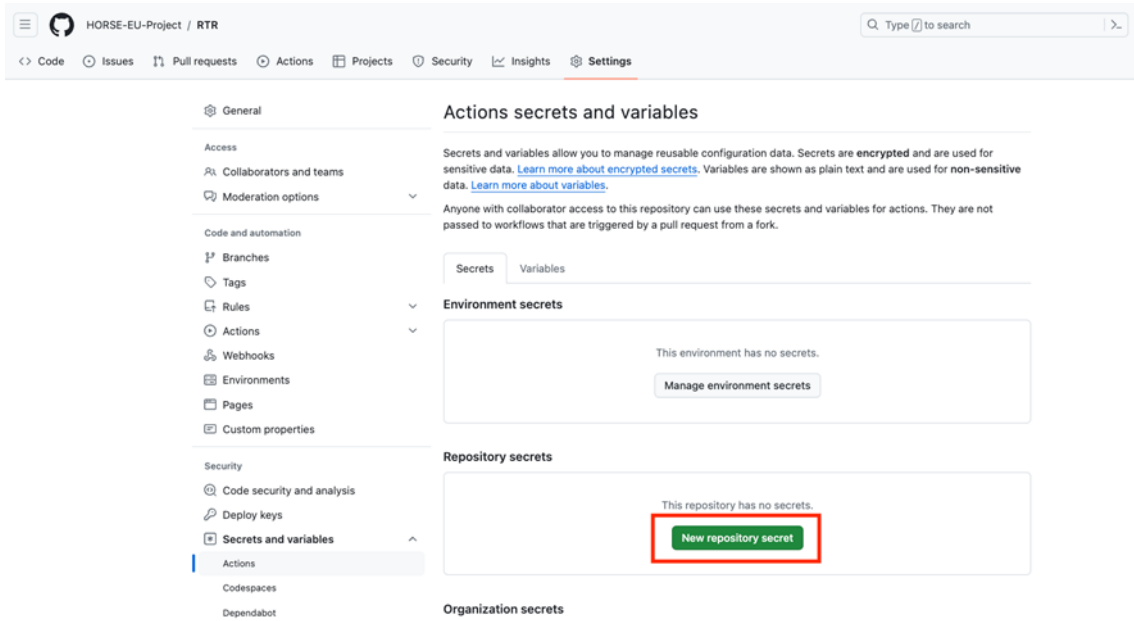 HORSE-EU-Project / RTR
Type / to search
Code
Issues
Pull requests
Actions
Projects
Security
Insights
Settings
General
Access
Collaborators and teams
Moderation options
Code and automation
Branches
Tags
Rules
Actions
Webhooks
Environments
Pages
Custom properties
Security
Code security and analysis
Deploy keys
Secrets and variables
Actions
Codespaces
Dependabot
Actions secrets and variables
Secrets and variables allow you to manage reusable configuration data. Secrets are encrypted and are used for
sensitive data. Learn more about encrypted secrets. Variables are shown as plain text and are used for non-sensitive
data. Learn more about variables.
Anyone with collaborator access to this repository can use these secrets and variables for actions. They are not
passed to workflows that are triggered by a pull request from a fork.
Secrets
Variables
Environment secrets
This environment has no secrets.
Manage environment secrets
Repository secrets
This repository has no secrets.
New repository secret
Organization secrets